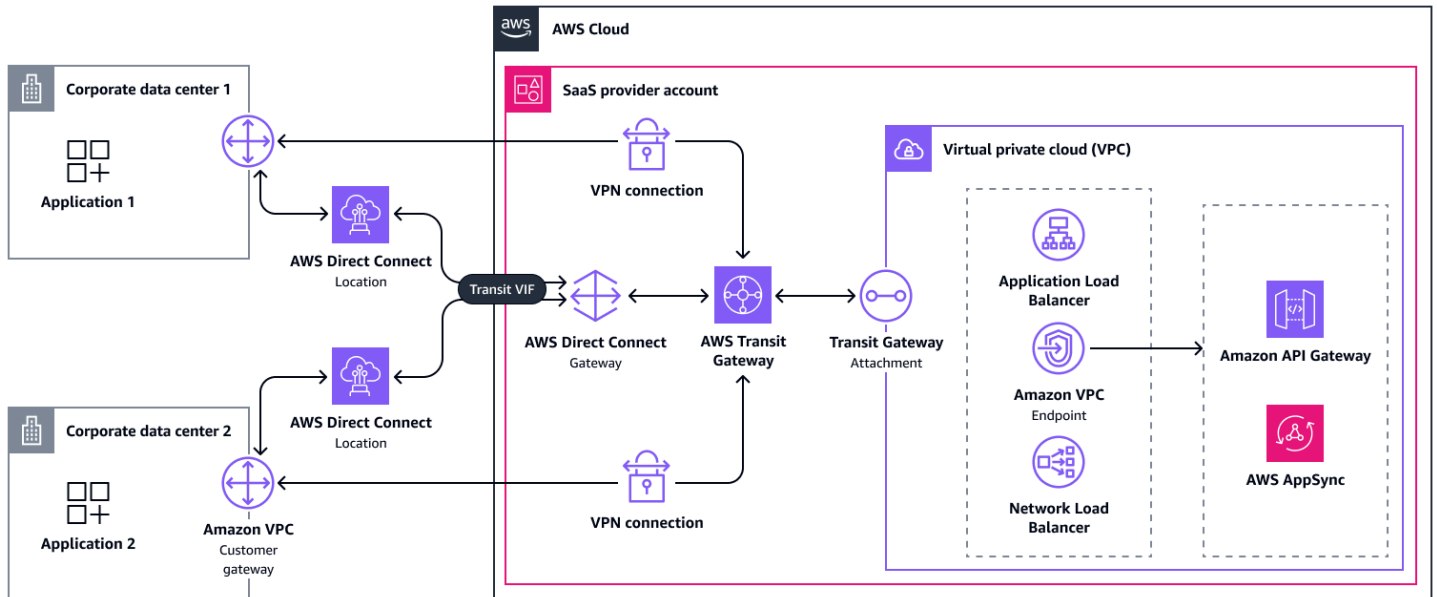 aws
AWS Cloud
SaaS provider account
Corporate data center 1
Application 1
VPN connection
Virtual private cloud (VPC)
AWS Direct Connect
Location
Transit VIF
AWS Direct Connect
Gateway
AWS Transit
Gateway
Transit Gateway
Attachment
Application Load
Balancer
Amazon VPC
Endpoint
Network Load
Balancer
Amazon API Gateway
AWS AppSync
AWS Direct Connect
Location
Corporate data center 2
Application 2
Amazon VPC
Customer
gateway
VPN connection